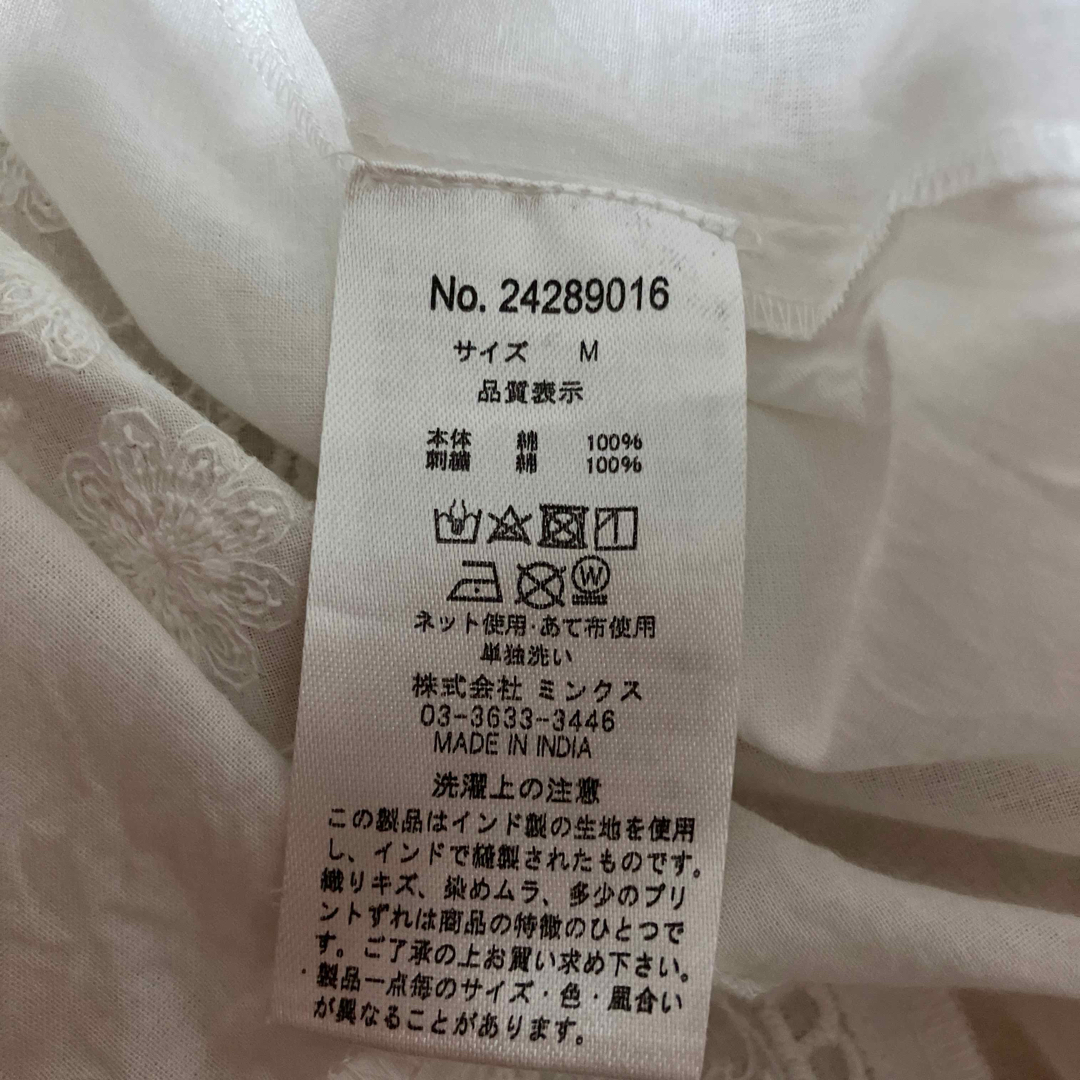 No. 24289016
サイズ M
品質表示
本体 綿 100%
刺繍 綿 100%
W
ネット使用・あて布使用
単独洗い
株式会社 ミンクス
03-3633-3446
MADE IN INDIA
洗濯上の注意
この製品はインド製の生地を使用
し、インドで縫製されたものです。
織りキズ、染めムラ、多少のプリ
ントずれは商品の特徴のひとつで
す。ご了承の上お買い求め下さい。
・製品一点毎のサイズ・色・風合い
が異なることがあります。